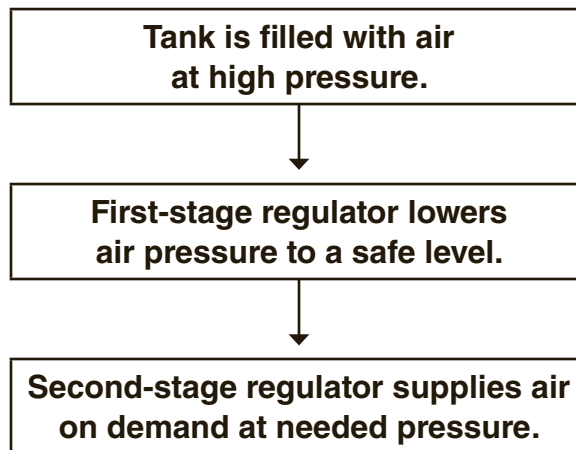 Tank is filled with air
at high pressure.
First-stage regulator lowers
air pressure to a safe level.
Second-stage regulator supplies air
on demand at needed pressure.